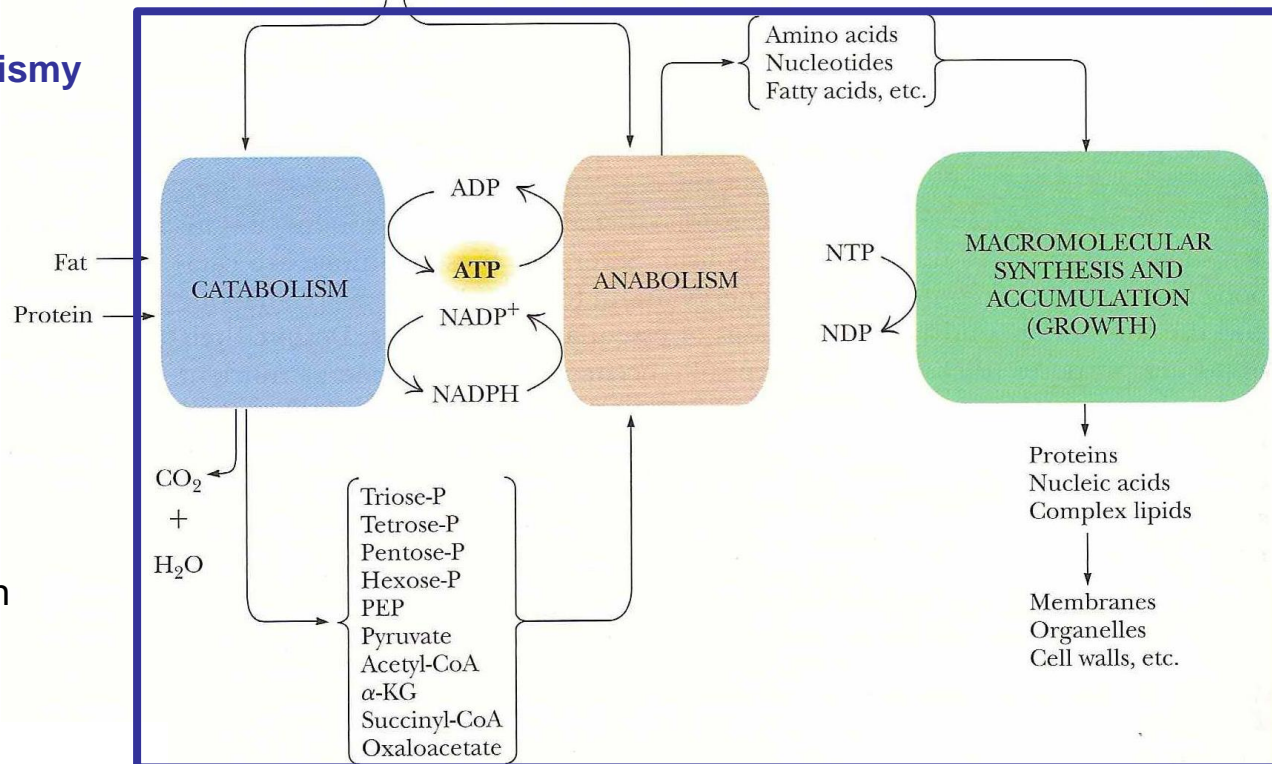 ismy
Amino acids
Nucleotides
Fatty acids, etc.
Fat
Protein
CATABOLISM
ADP
ATP
NADP⁺
NADPH
ANABOLISM
NTP
NDP
MACROMOLECULAR
SYNTHESIS AND
ACCUMULATION
(GROWTH)
CO₂
+
H₂O
Triose-P
Tetrose-P
Pentose-P
Hexose-P
PEP
Pyruvate
Acetyl-CoA
α-KG
Succinyl-CoA
Oxaloacetate
Proteins
Nucleic acids
Complex lipids
Membranes
Organelles
Cell walls, etc.